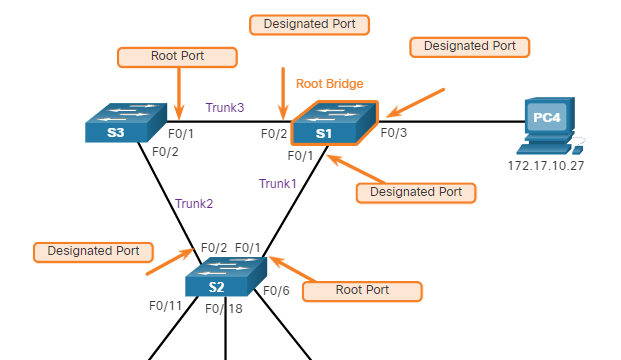 Designated Port
Designated Port
Root Port
Root Bridge
Trunk3
S3
F0/1
F0/2
S1
F0/3
PC4
F0/2
F0/1
172.17.10.27
Trunk1
Designated Port
Trunk2
Designated Port
F0/2
F0/1
S2
F0/6
Root Port
F0/11
F0/18